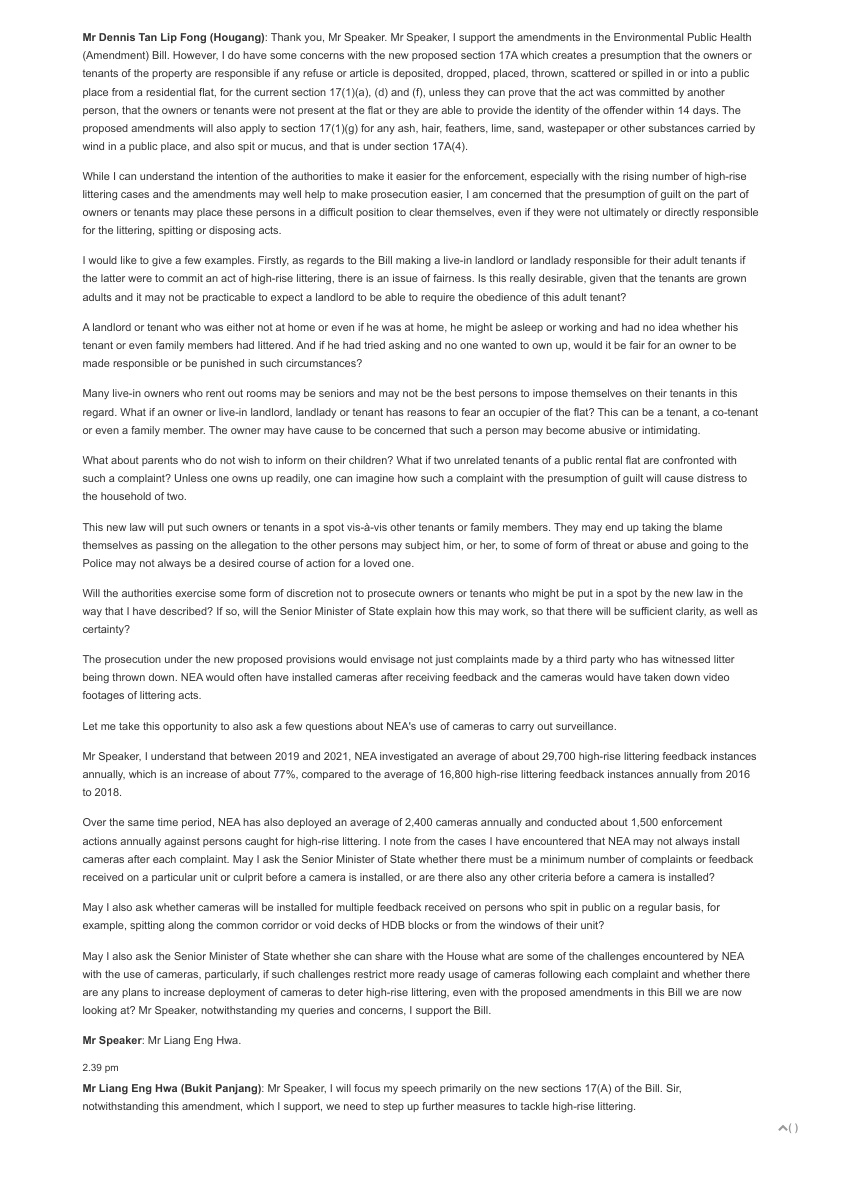 Mr Dennis Tan Lip Fong (Hougang): Thank you, Mr Speaker. Mr Speaker, I support the amendments in the Environmental Public Health
(Amendment) Bill. However, I do have some concerns with the new proposed section 17A which creates a presumption that the owners or
tenants of the property are responsible if any refuse or article is deposited, dropped, placed, thrown, scattered or spilled in or into a public
place from a residential flat, for the current section 17(1)(a), (d) and (f), unless they can prove that the act was committed by another
person, that the owners or tenants were not present at the flat or they are able to provide the identity of the offender within 14 days. The
proposed amendments will also apply to section 17(1)(g) for any ash, hair, feathers, lime, sand, wastepaper or other substances carried by
wind in a public place, and also spit or mucus, and that is under section 17A(4).
While I can understand the intention of the authorities to make it easier for the enforcement, especially with the rising number of high-rise
littering cases and the amendments may well help to make prosecution easier, I am concerned that the presumption of guilt on the part of
owners or tenants may place these persons in a difficult position to clear themselves, even if they were not ultimately or directly responsible
for the littering, spitting or disposing acts.
I would like to give a few examples. Firstly, as regards to the Bill making a live-in landlord or landlady responsible for their adult tenants if
the latter were to commit an act of high-rise littering, there is an issue of fairness. Is this really desirable, given that the tenants are grown
adults and it may not be practicable to expect a landlord to be able to require the obedience of this adult tenant?
A landlord or tenant who was either not at home or even if he was at home, he might be asleep or working and had no idea whether his
tenant or even family members had littered. And if he had tried asking and no one wanted to own up, would it be fair for an owner to be
made responsible or be punished in such circumstances?
Many live-in owners who rent out rooms may be seniors and may not be the best persons to impose themselves on their tenants in this
regard. What if an owner or live-in landlord, landlady or tenant has reasons to fear an occupier of the flat? This can be a tenant, a co-tenant
or even a family member. The owner may have cause to be concerned that such a person may become abusive or intimidating.
What about parents who do not wish to inform on their children? What if two unrelated tenants of a public rental flat are confronted with
such a complaint? Unless one owns up readily, one can imagine how such a complaint with the presumption of guilt will cause distress to
the household of two.
This new law will put such owners or tenants in a spot vis-à-vis other tenants or family members. They may end up taking the blame
themselves as passing on the allegation to the other persons may subject him, or her, to some of form of threat or abuse and going to the
Police may not always be a desired course of action for a loved one.
Will the authorities exercise some form of discretion not to prosecute owners or tenants who might be put in a spot by the new law in the
way that I have described? If so, will the Senior Minister of State explain how this may work, so that there will be sufficient clarity, as well as
certainty?
The prosecution under the new proposed provisions would envisage not just complaints made by a third party who has witnessed litter
being thrown down. NEA would often have installed cameras after receiving feedback and the cameras would have taken down video
footages of littering acts.
Let me take this opportunity to also ask a few questions about NEA's use of cameras to carry out surveillance.
Mr Speaker, I understand that between 2019 and 2021, NEA investigated an average of about 29,700 high-rise littering feedback instances
annually, which is an increase of about 77%, compared to the average of 16,800 high-rise littering feedback instances annually from 2016
to 2018.
Over the same time period, NEA has also deployed an average of 2,400 cameras annually and conducted about 1,500 enforcement
actions annually against persons caught for high-rise littering. I note from the cases I have encountered that NEA may not always install
cameras after each complaint. May I ask the Senior Minister of State whether there must be a minimum number of complaints or feedback
received on a particular unit or culprit before a camera is installed, or are there also any other criteria before a camera is installed?
May I also ask whether cameras will be installed for multiple feedback received on persons who spit in public on a regular basis, for
example, spitting along the common corridor or void decks of HDB blocks or from the windows of their unit?
May I also ask the Senior Minister of State whether she can share with the House what are some of the challenges encountered by NEA
with the use of cameras, particularly, if such challenges restrict more ready usage of cameras following each complaint and whether there
are any plans to increase deployment of cameras to deter high-rise littering, even with the proposed amendments in this Bill we are now
looking at? Mr Speaker, notwithstanding my queries and concerns, I support the Bill.
Mr Speaker: Mr Liang Eng Hwa.
2.39 pm
Mr Liang Eng Hwa (Bukit Panjang): Mr Speaker, I will focus my speech primarily on the new sections 17(A) of the Bill. Sir,
notwithstanding this amendment, which I support, we need to step up further measures to tackle high-rise littering.
( )